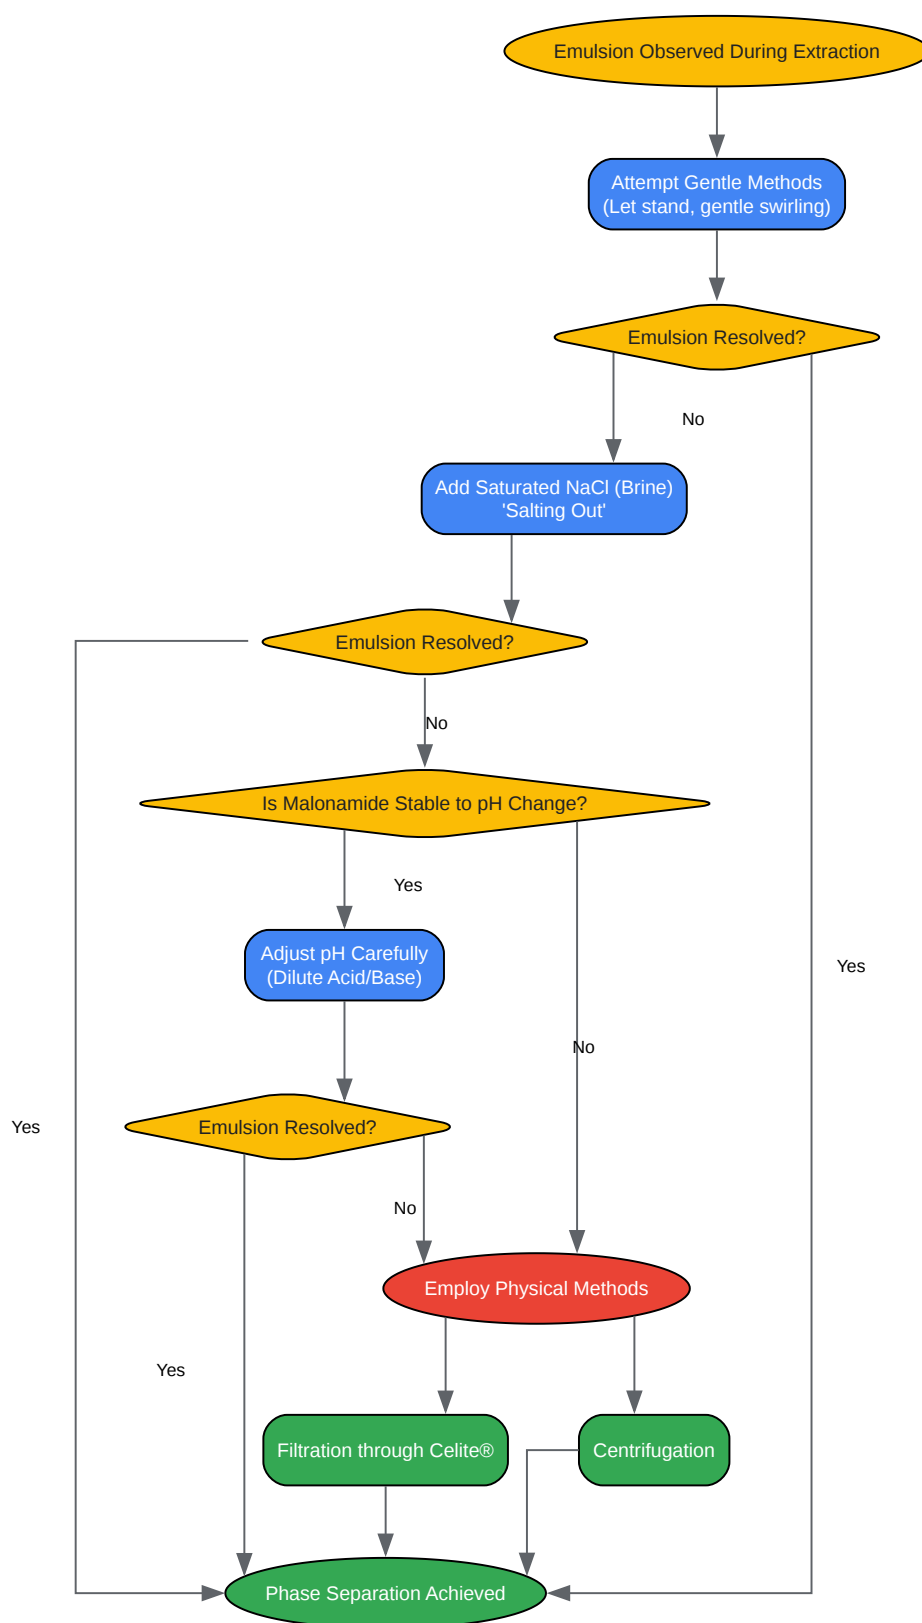 Emulsion Observed During Extraction
Attempt Gentle Methods
(Let stand, gentle swirling)
Emulsion Resolved?
No
Add Saturated NaCl (Brine)
'Salting Out'
Emulsion Resolved?
No
Is Malonamide Stable to pH Change?
Yes
Adjust pH Carefully
(Dilute Acid/Base)
Yes
No
Emulsion Resolved?
Yes
No
Employ Physical Methods
Yes
Filtration through Celite®
Centrifugation
Phase Separation Achieved